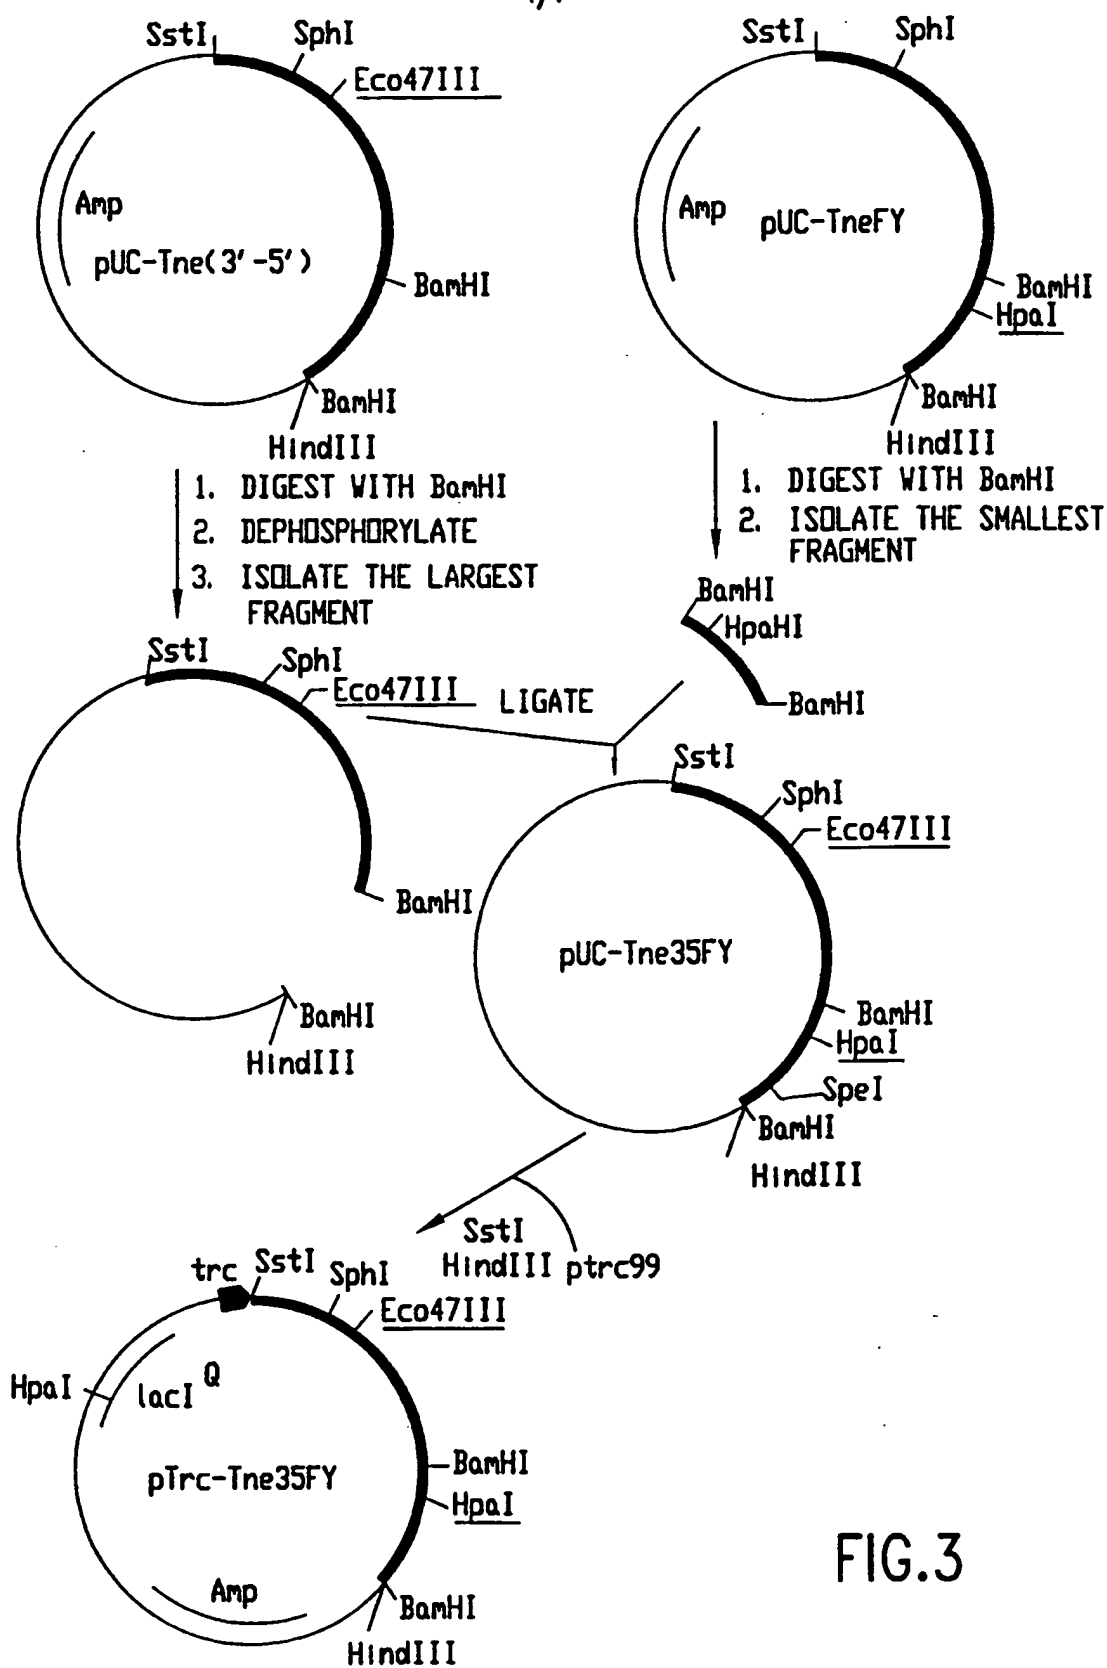 SstI
SphI
Eco47III
Amp
pUC-Tne(3'-5')
BamHI
BamHI
HindIII
SstI
SphI
Amp
pUC-TneFY
BamHI
HpaI
BamHI
HindIII
1. DIGEST WITH BamHI
2. DEPHOSPHORYLATE
3. ISOLATE THE LARGEST
FRAGMENT
1. DIGEST WITH BamHI
2. ISOLATE THE SMALLEST
FRAGMENT
BamHI
HpaHI
BamHI
SstI
SphI
Eco47III
LIGATE
BamHI
BamHI
HindIII
SstI
SphI
Eco47III
pUC-Tne35FY
BamHI
HpaI
SpeI
BamHI
HindIII
SstI
HindIII
ptrc99
trc
SstI
SphI
Eco47III
HpaI
lacI Q
pTrc-Tne35FY
BamHI
HpaI
Amp
BamHI
HindIII
FIG.3